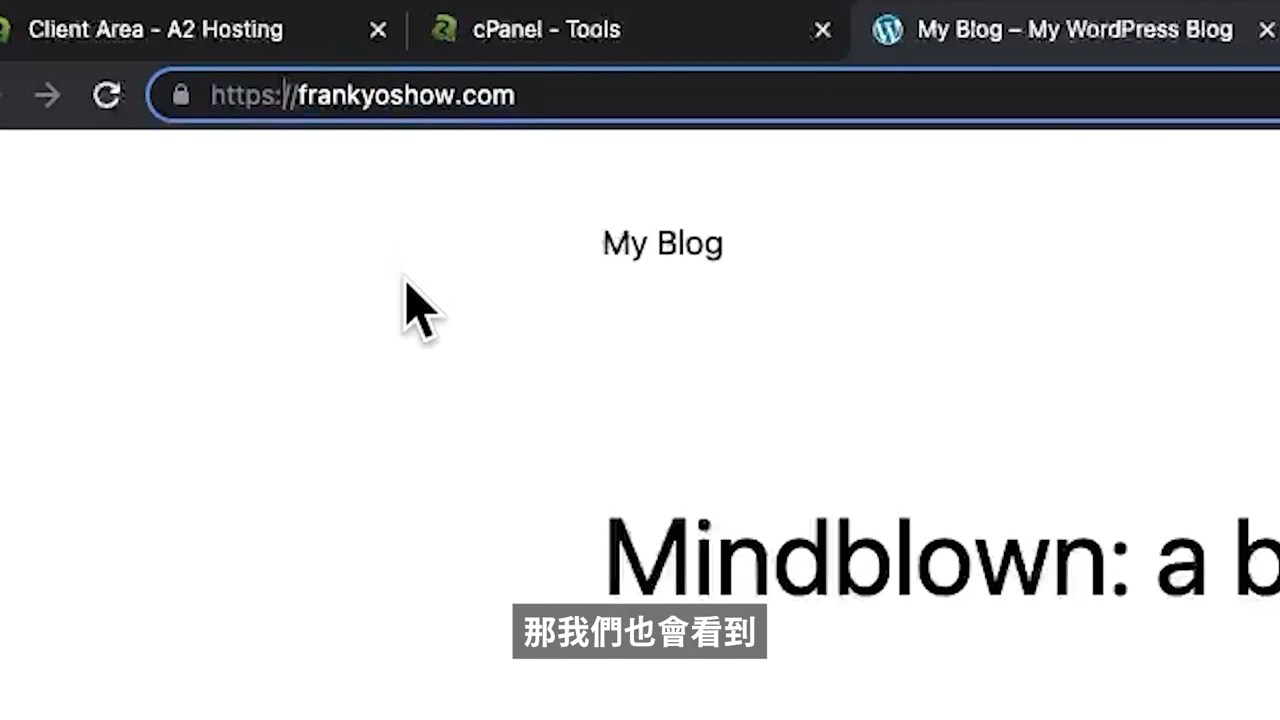 Client Area - A2 Hosting
cPanel - Tools
My Blog – My WordPress Blog
https://frankyoshow.com
My Blog
Mindblown: a b
那我們也會看到